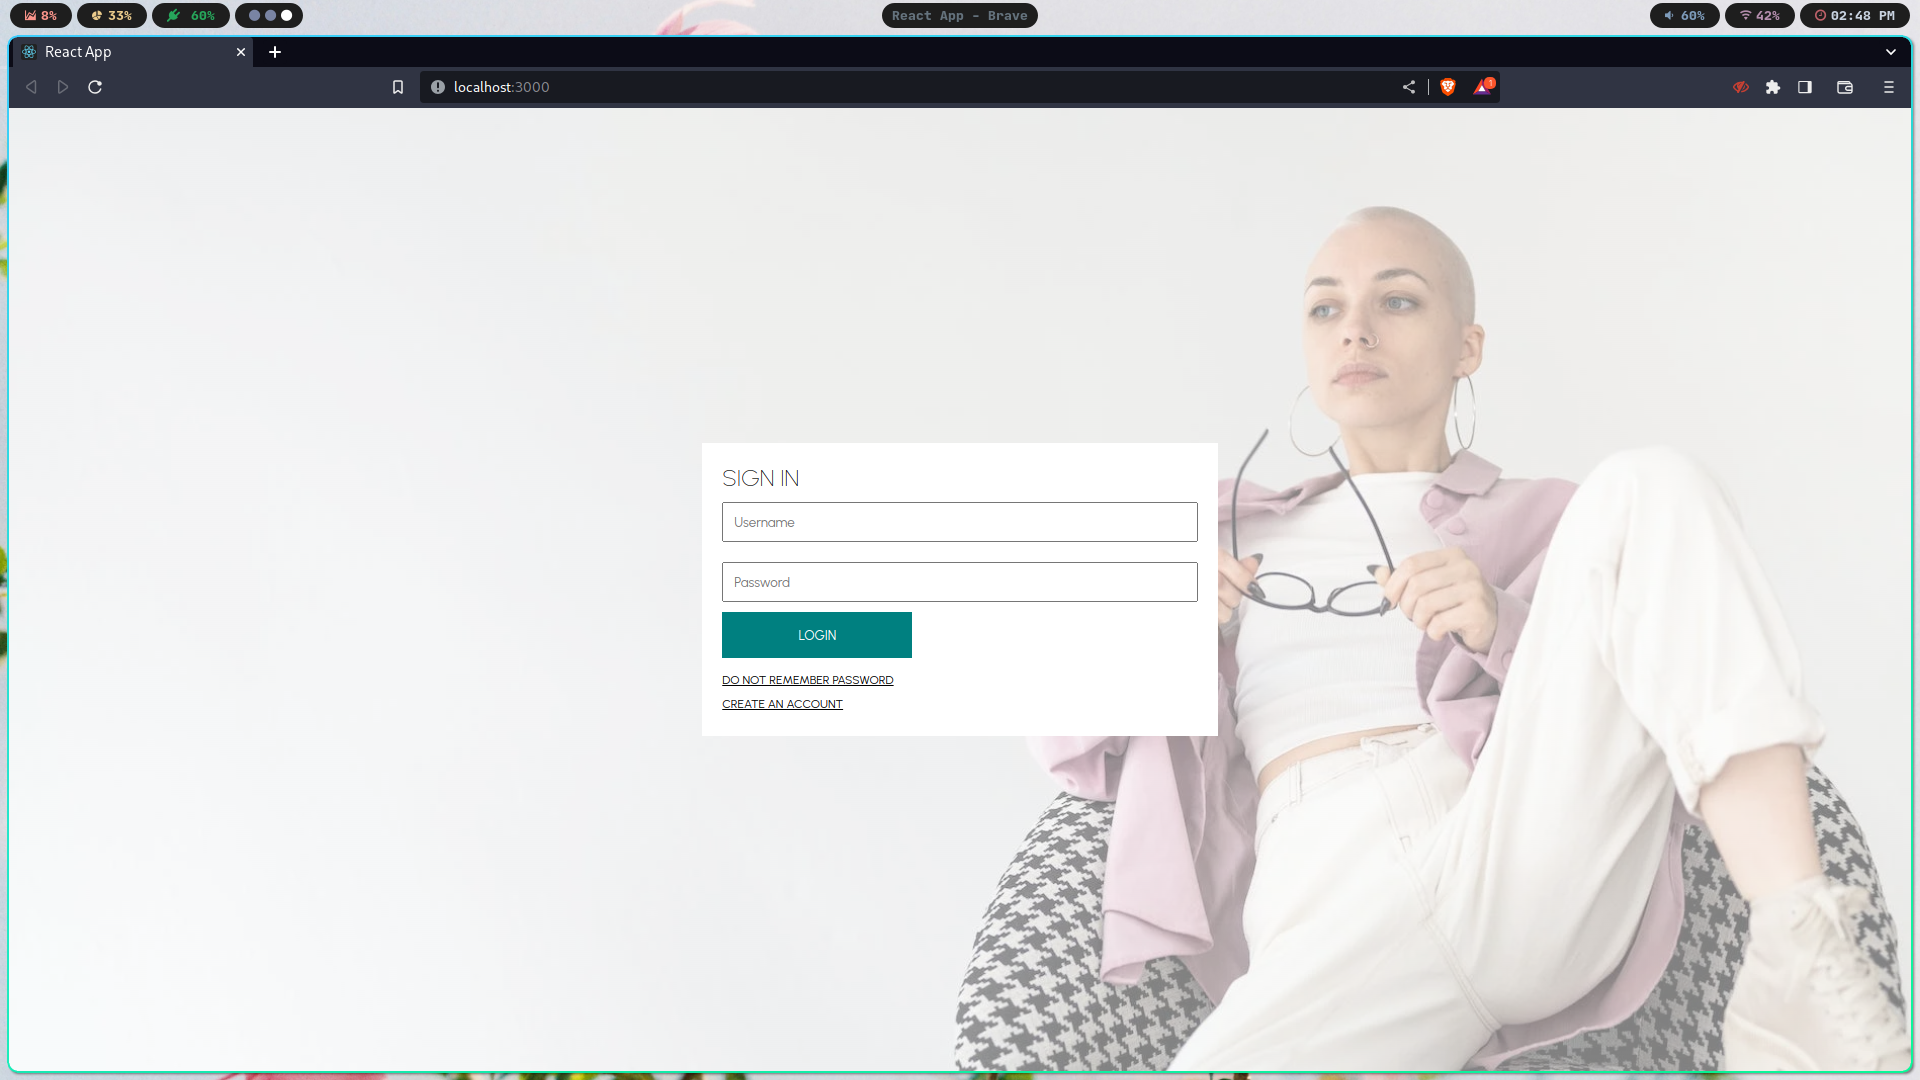 8%
33%
60%
React App - Brave
60%
42%
02:48 PM
React App
localhost:3000
1
SIGN IN
Username
Password
LOGIN
DO NOT REMEMBER PASSWORD
CREATE AN ACCOUNT